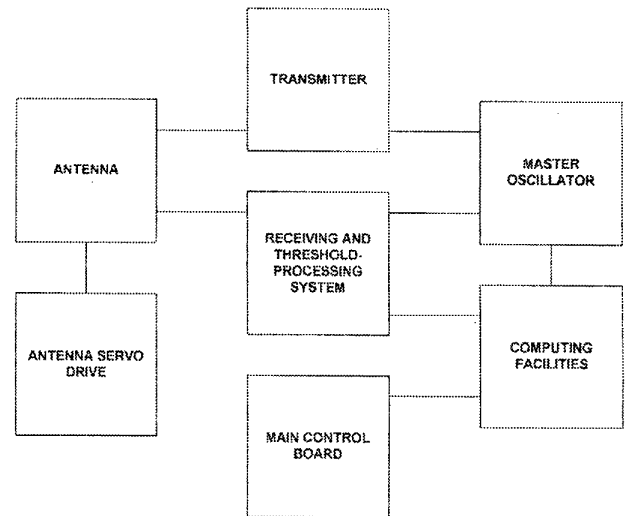 TRANSMITTER
ANTENNA
MASTER
OSCILLATOR
RECEIVING AND
THRESHOLD-
PROCESSING
SYSTEM
ANTENNA SERVO
DRIVE
COMPUTING
FACILITIES
MAIN CONTROL
BOARD